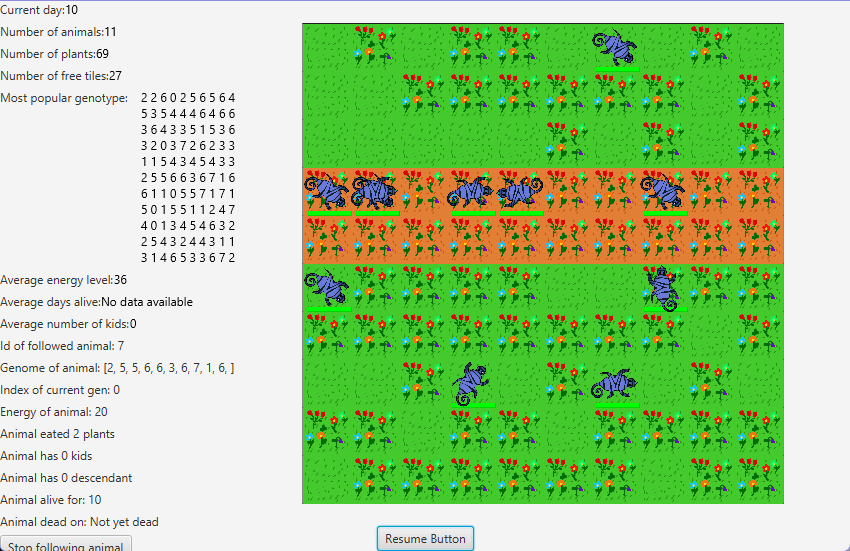 Current day:10
Number of animals:11
Number of plants:69
Number of free tiles:27
Most popular genotype: 2 2 6 0 2 5 6 5 6 4
5 3 5 4 4 4 6 4 6 6
3 6 4 3 3 5 1 5 3 6
3 2 0 3 7 2 6 2 3 3
1 1 5 4 3 4 5 4 3 3
2 5 5 6 6 3 6 7 1 6
6 1 1 0 5 5 7 1 7 1
5 0 1 5 5 1 1 2 4 7
4 0 1 3 4 5 4 6 3 2
2 5 4 3 2 4 4 3 1 1
3 1 4 6 5 3 3 6 7 2
Average energy level:36
Average days alive:No data available
Average number of kids:0
Id of followed animal: 7
Genome of animal: [2, 5, 5, 6, 6, 3, 6, 7, 1, 6, ]
Index of current gen: 0
Energy of animal: 20
Animal eated 2 plants
Animal has 0 kids
Animal has 0 descendant
Animal alive for: 10
Animal dead on: Not yet dead
Stop following animal
Resume Button